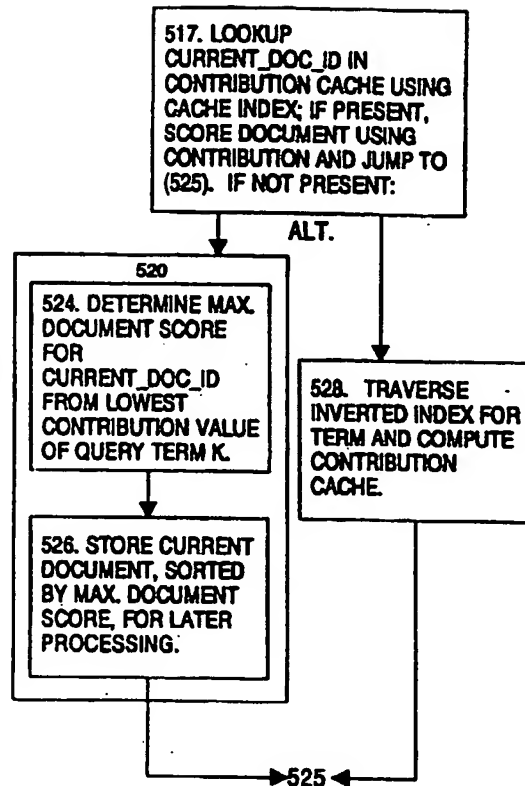 517. LOOKUP
CURRENT_DOC_ID IN
CONTRIBUTION CACHE USING
CACHE INDEX; IF PRESENT,
SCORE DOCUMENT USING
CONTRIBUTION AND JUMP TO
(525). IF NOT PRESENT:
ALT.
520
524. DETERMINE MAX.
DOCUMENT SCORE
FOR
CURRENT_DOC_ID
FROM LOWEST
CONTRIBUTION VALUE
OF QUERY TERM K.
526. STORE CURRENT
DOCUMENT, SORTED
BY MAX. DOCUMENT
SCORE, FOR LATER
PROCESSING.
528. TRAVERSE
INVERTED INDEX FOR
TERM AND COMPUTE
CONTRIBUTION
CACHE.
525